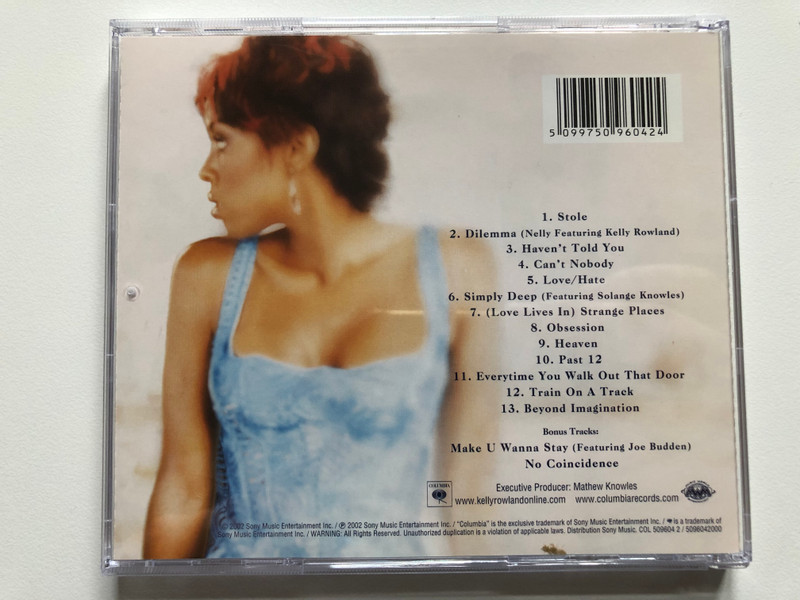 5 099750 960424
1. Stole
2. Dilemma (Nelly Featuring Kelly Rowland)
3. Haven't Told You
4. Can't Nobody
5. Love/Hate
6. Simply Deep (Featuring Solange Knowles)
7. (Love Lives In) Strange Places
8. Obsession
9. Heaven
10. Past 12
11. Everytime You Walk Out That Door
12. Train On A Track
13. Beyond Imagination
Bonus Tracks:
Make U Wanna Stay (Featuring Joe Budden)
No Coincidence
Executive Producer: Mathew Knowles
COLUMBIA
www.kellyrowlandonline.com www.columbiarecords.com
© 2002 Sony Music Entertainment Inc. / ℗ 2002 Sony Music Entertainment Inc. / "Columbia" is the exclusive trademark of Sony Music Entertainment Inc. / is a trademark of
Sony Music Entertainment Inc. / WARNING: All Rights Reserved. Unauthorized duplication is a violation of applicable laws. Distribution Sony Music. COL 509604 2 / 5096042000